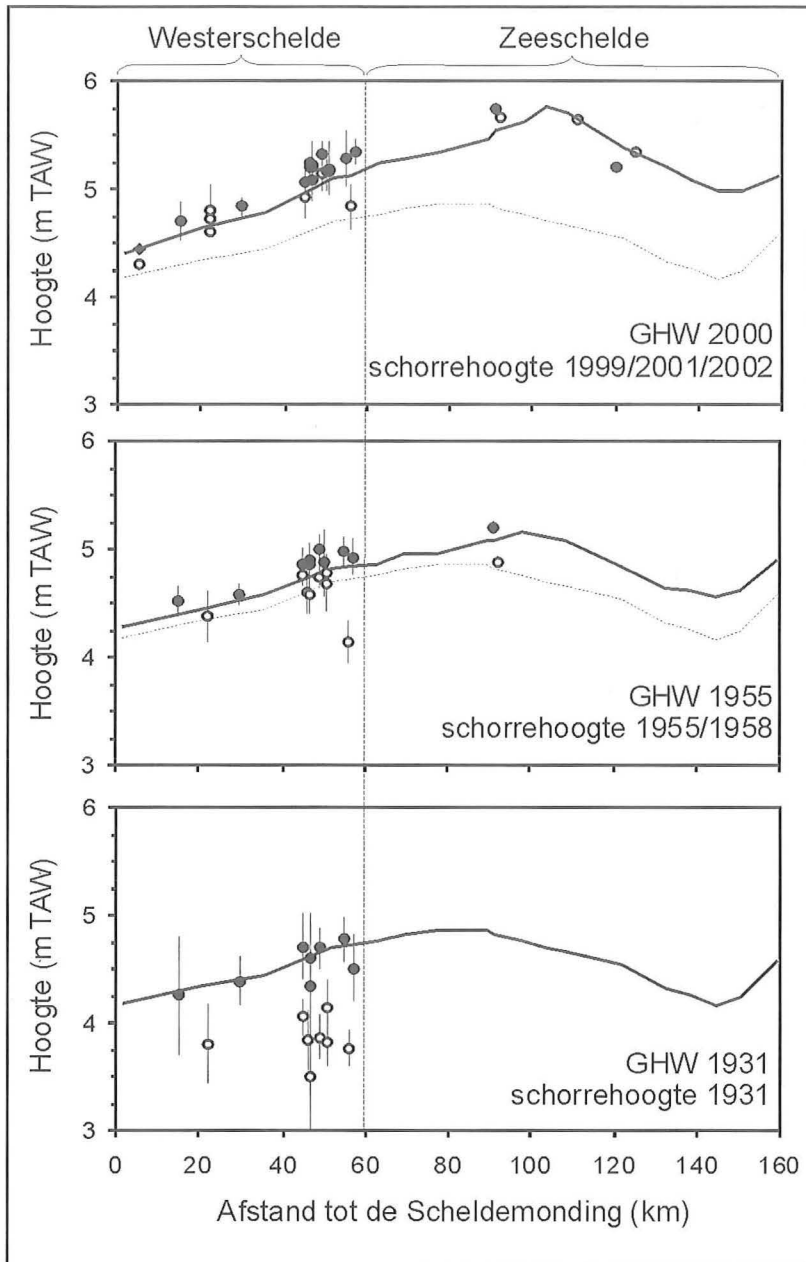 Westerschelde Zeeschelde
6
5
4
3
Hoogte (m TAW)
GHW 2000
schorrehoogte 1999/2001/2002
6
5
4
3
Hoogte (m TAW)
GHW 1955
schorrehoogte 1955/1958
6
5
4
3
Hoogte (m TAW)
GHW 1931
schorrehoogte 1931
0 20 40 60 80 100 120 140 160
Afstand tot de Scheldemonding (km)